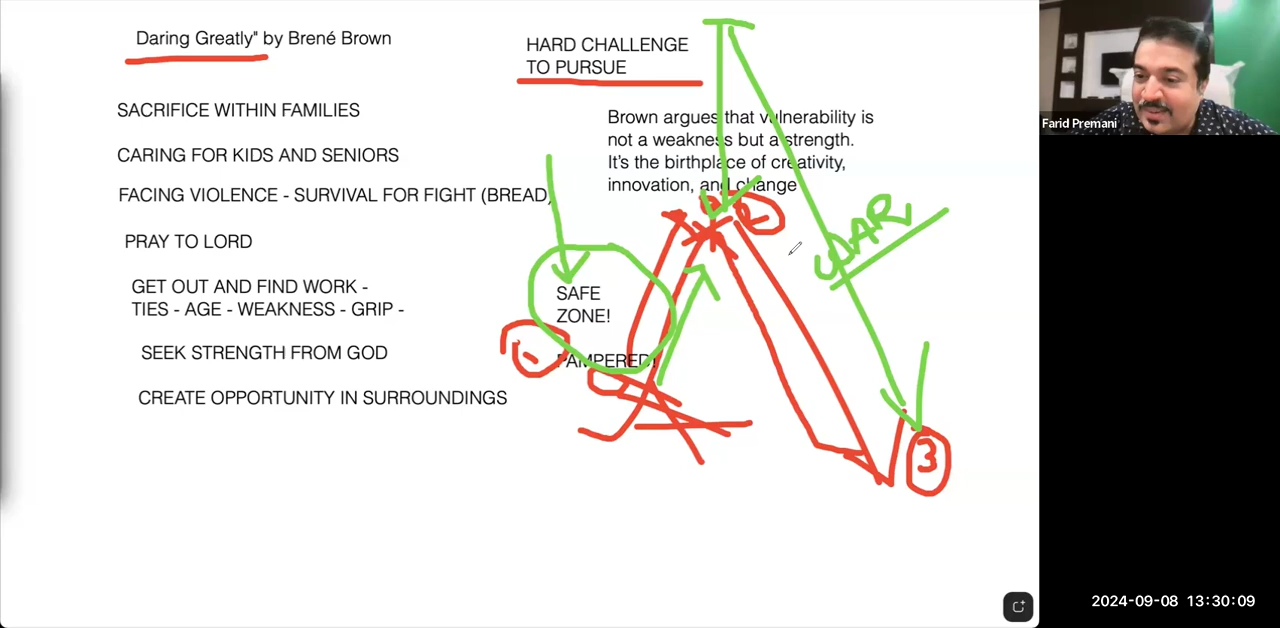 Daring Greatly" by Brené Brown
SACRIFICE WITHIN FAMILIES
CARING FOR KIDS AND SENIORS
FACING VIOLENCE - SURVIVAL FOR FIGHT (BREAD)
PRAY TO LORD
GET OUT AND FIND WORK -
TIES - AGE - WEAKNESS - GRIP -
SEEK STRENGTH FROM GOD
CREATE OPPORTUNITY IN SURROUNDINGS
HARD CHALLENGE
TO PURSUE
Brown argues that vulnerability is
not a weakness but a strength.
It's the birthplace of creativity,
innovation, and change
2
WAR
SAFE
ZONE!
1
PAMPERED!
3
Farid Premani
2024-09-08 13:30:09